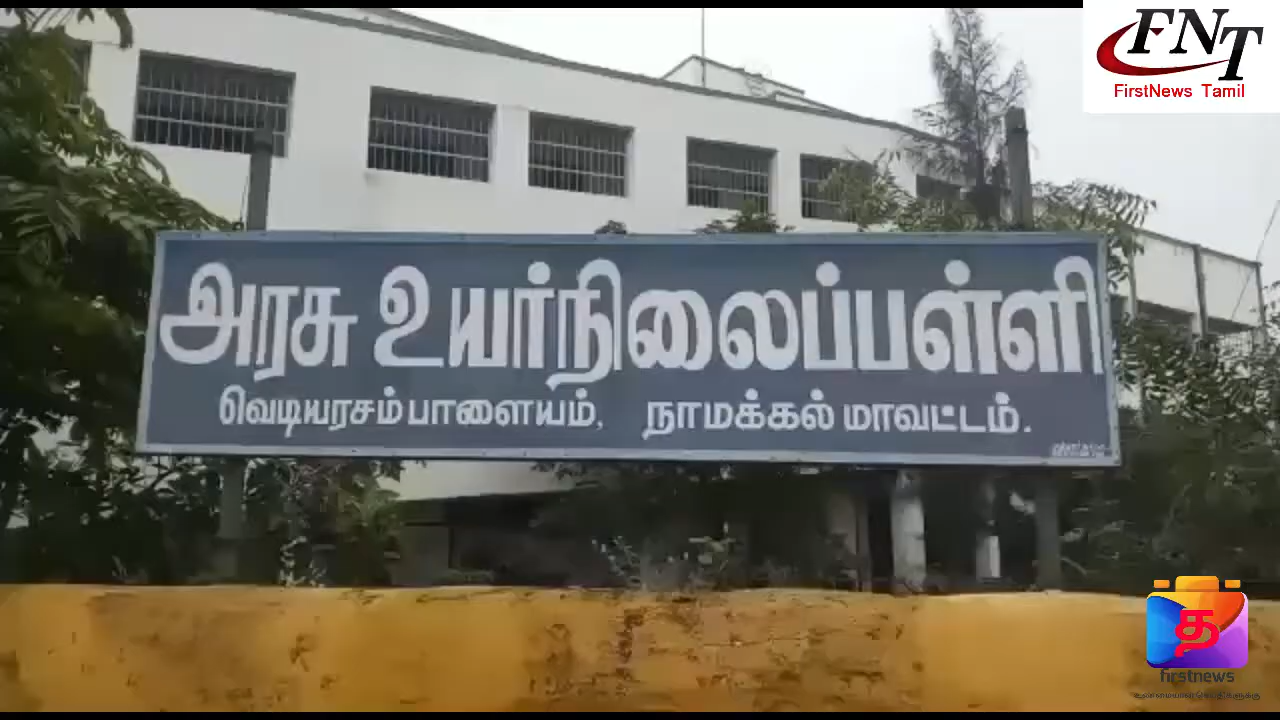 FNT
FirstNews Tamil
அரசு உயர்நிலைப்பள்ளி
வெடியரசம்பாளையம், நாமக்கல் மாவட்டம்.
த
firstnews